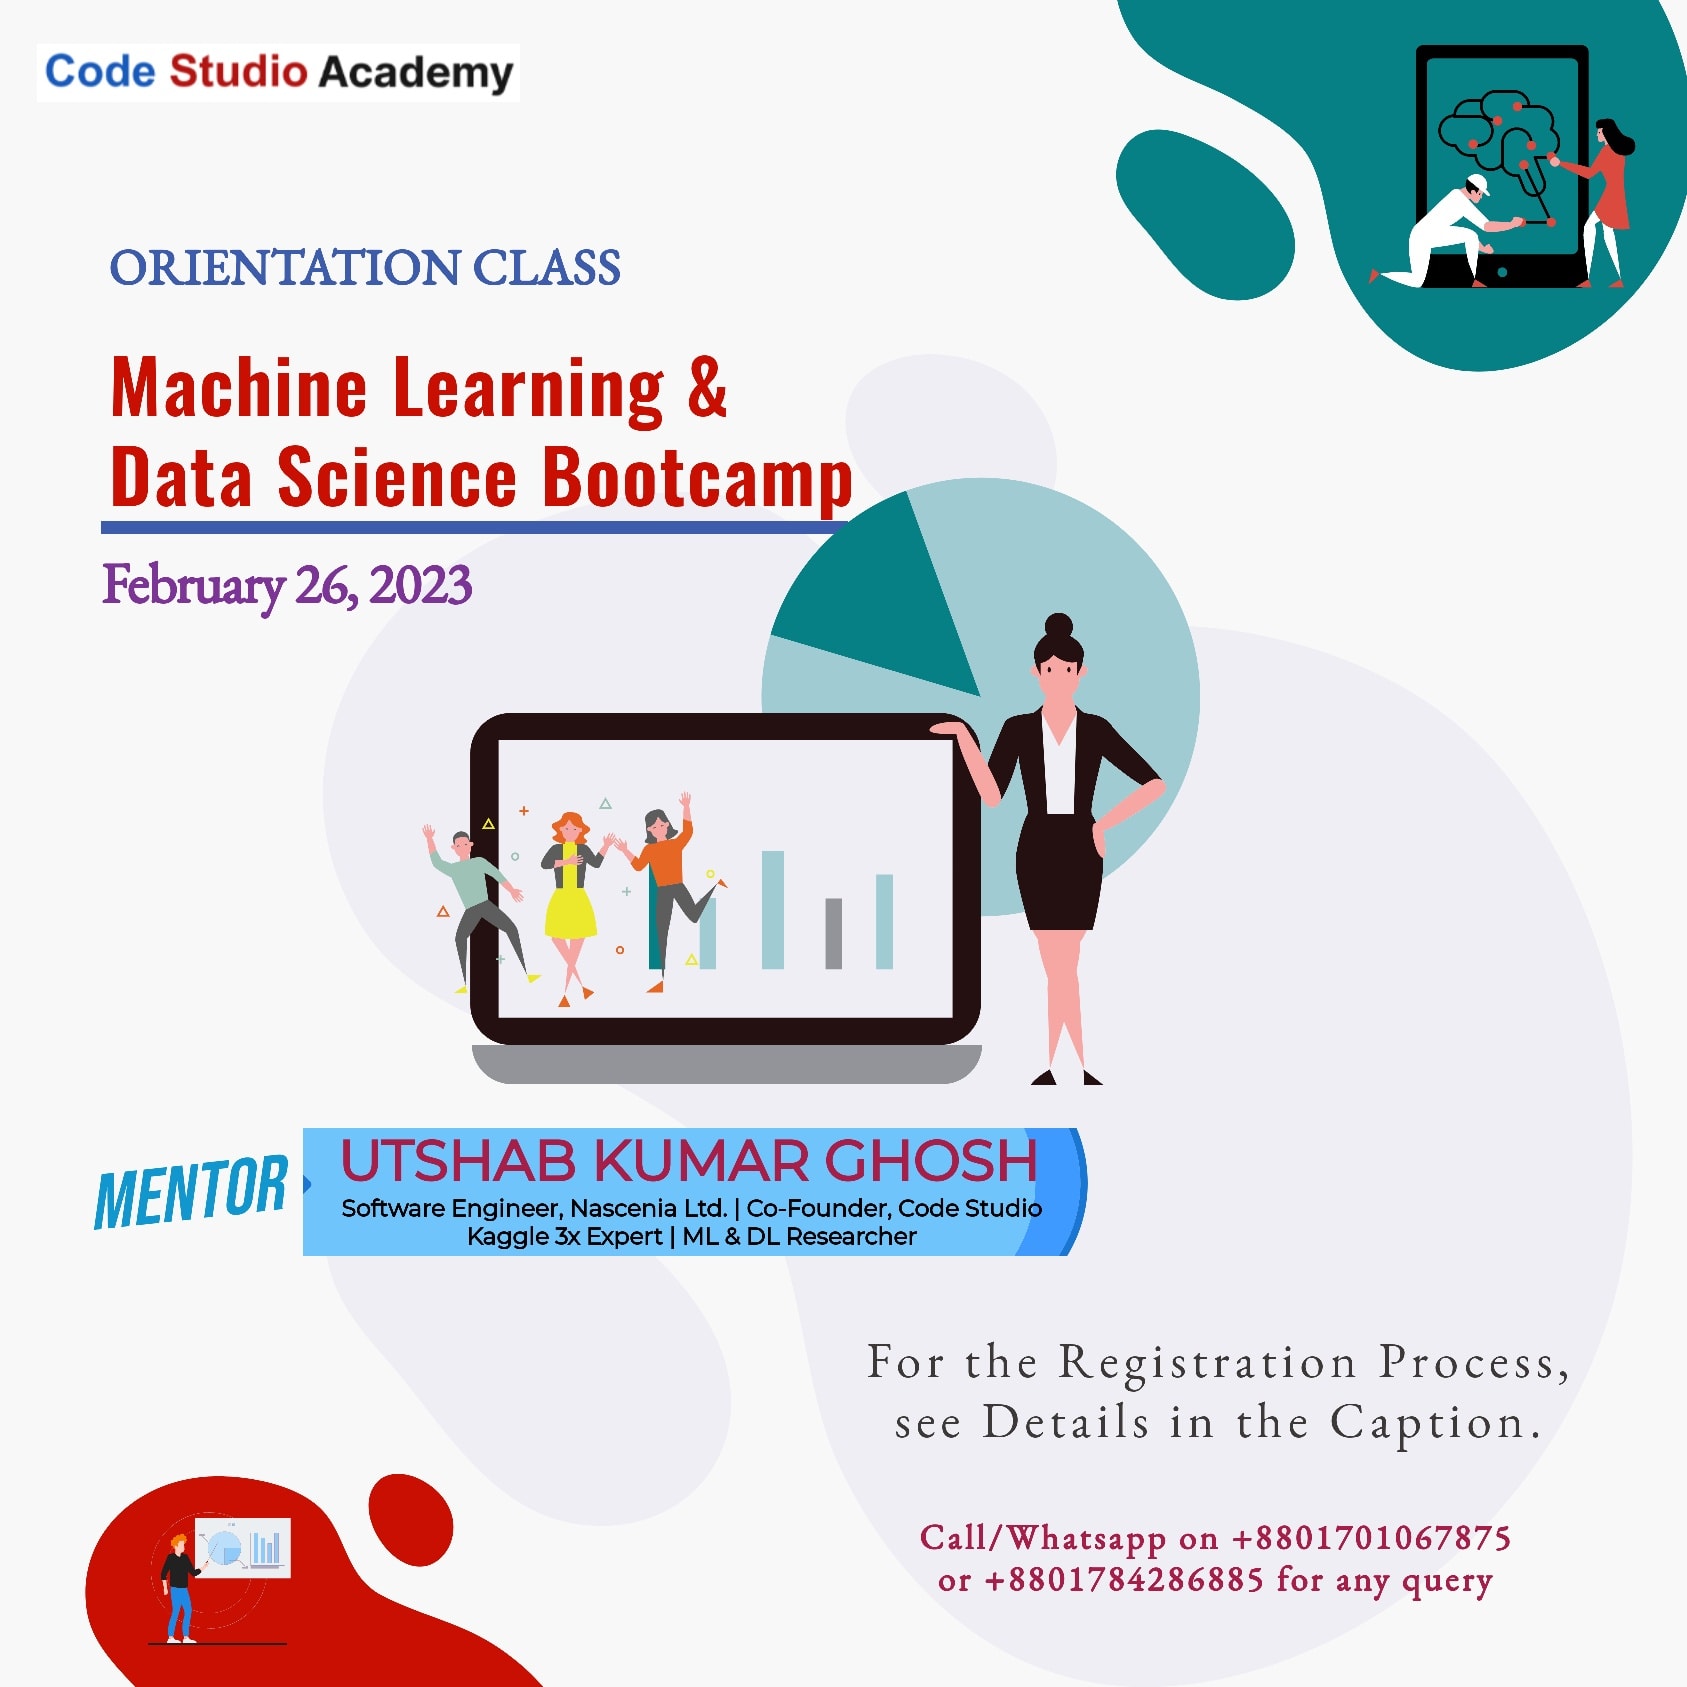 Code Studio Academy
ORIENTATION CLASS
Machine Learning &
Data Science Bootcamp
February 26, 2023
MENTOR
UTSHAB KUMAR GHOSH
Software Engineer, Nascenia Ltd. | Co-Founder, Code Studio
Kaggle 3x Expert | ML & DL Researcher
For the Registration Process,
see Details in the Caption.
Call/Whatsapp on +8801701067875
or +8801784286885 for any query